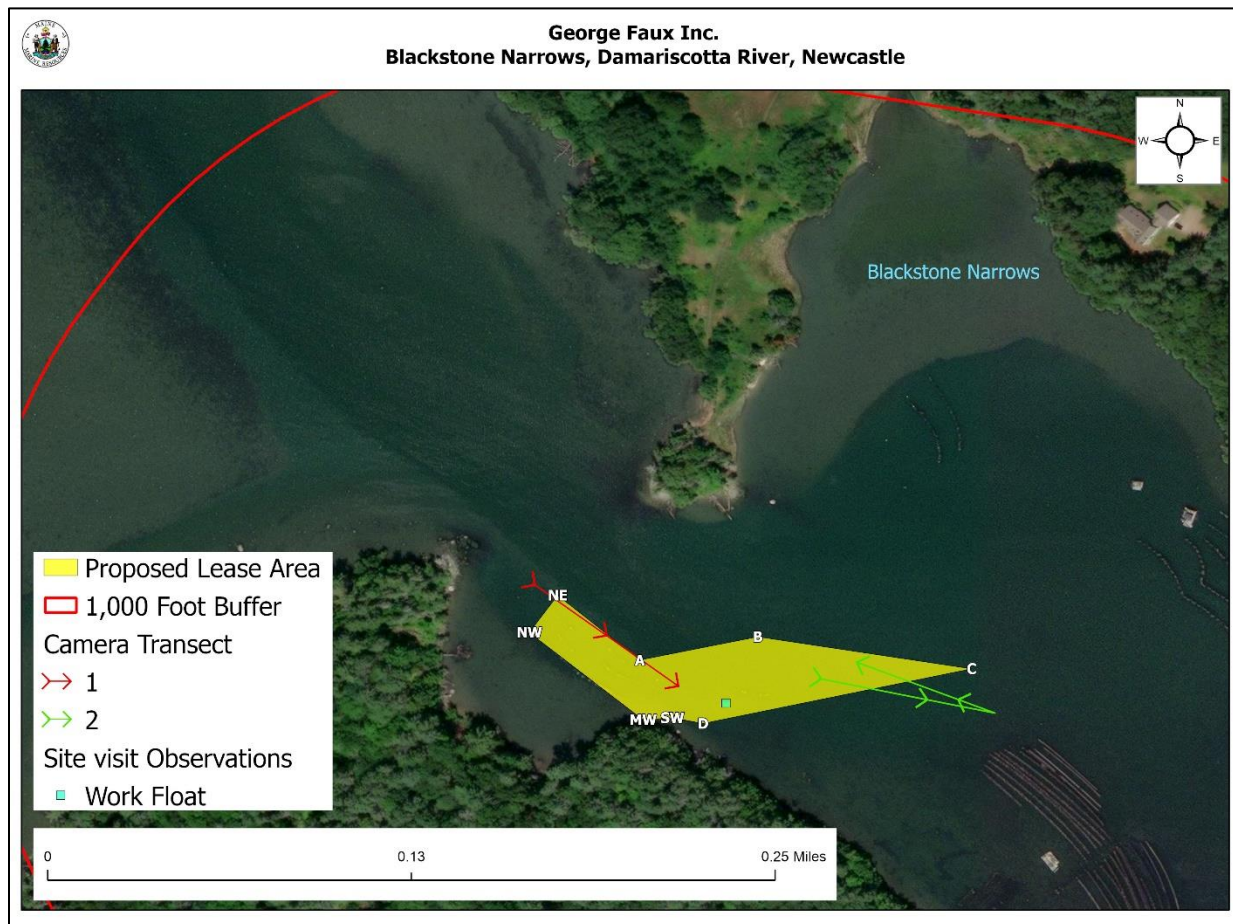 George Faux Inc.
Blackstone Narrows, Damariscotta River, Newcastle
MAINE
N
W E
S
Blackstone Narrows
NE
NW
A
B
C
MW SW D
Proposed Lease Area
1,000 Foot Buffer
Camera Transect
1
2
Site visit Observations
Work Float
0 0.13 0.25 Miles